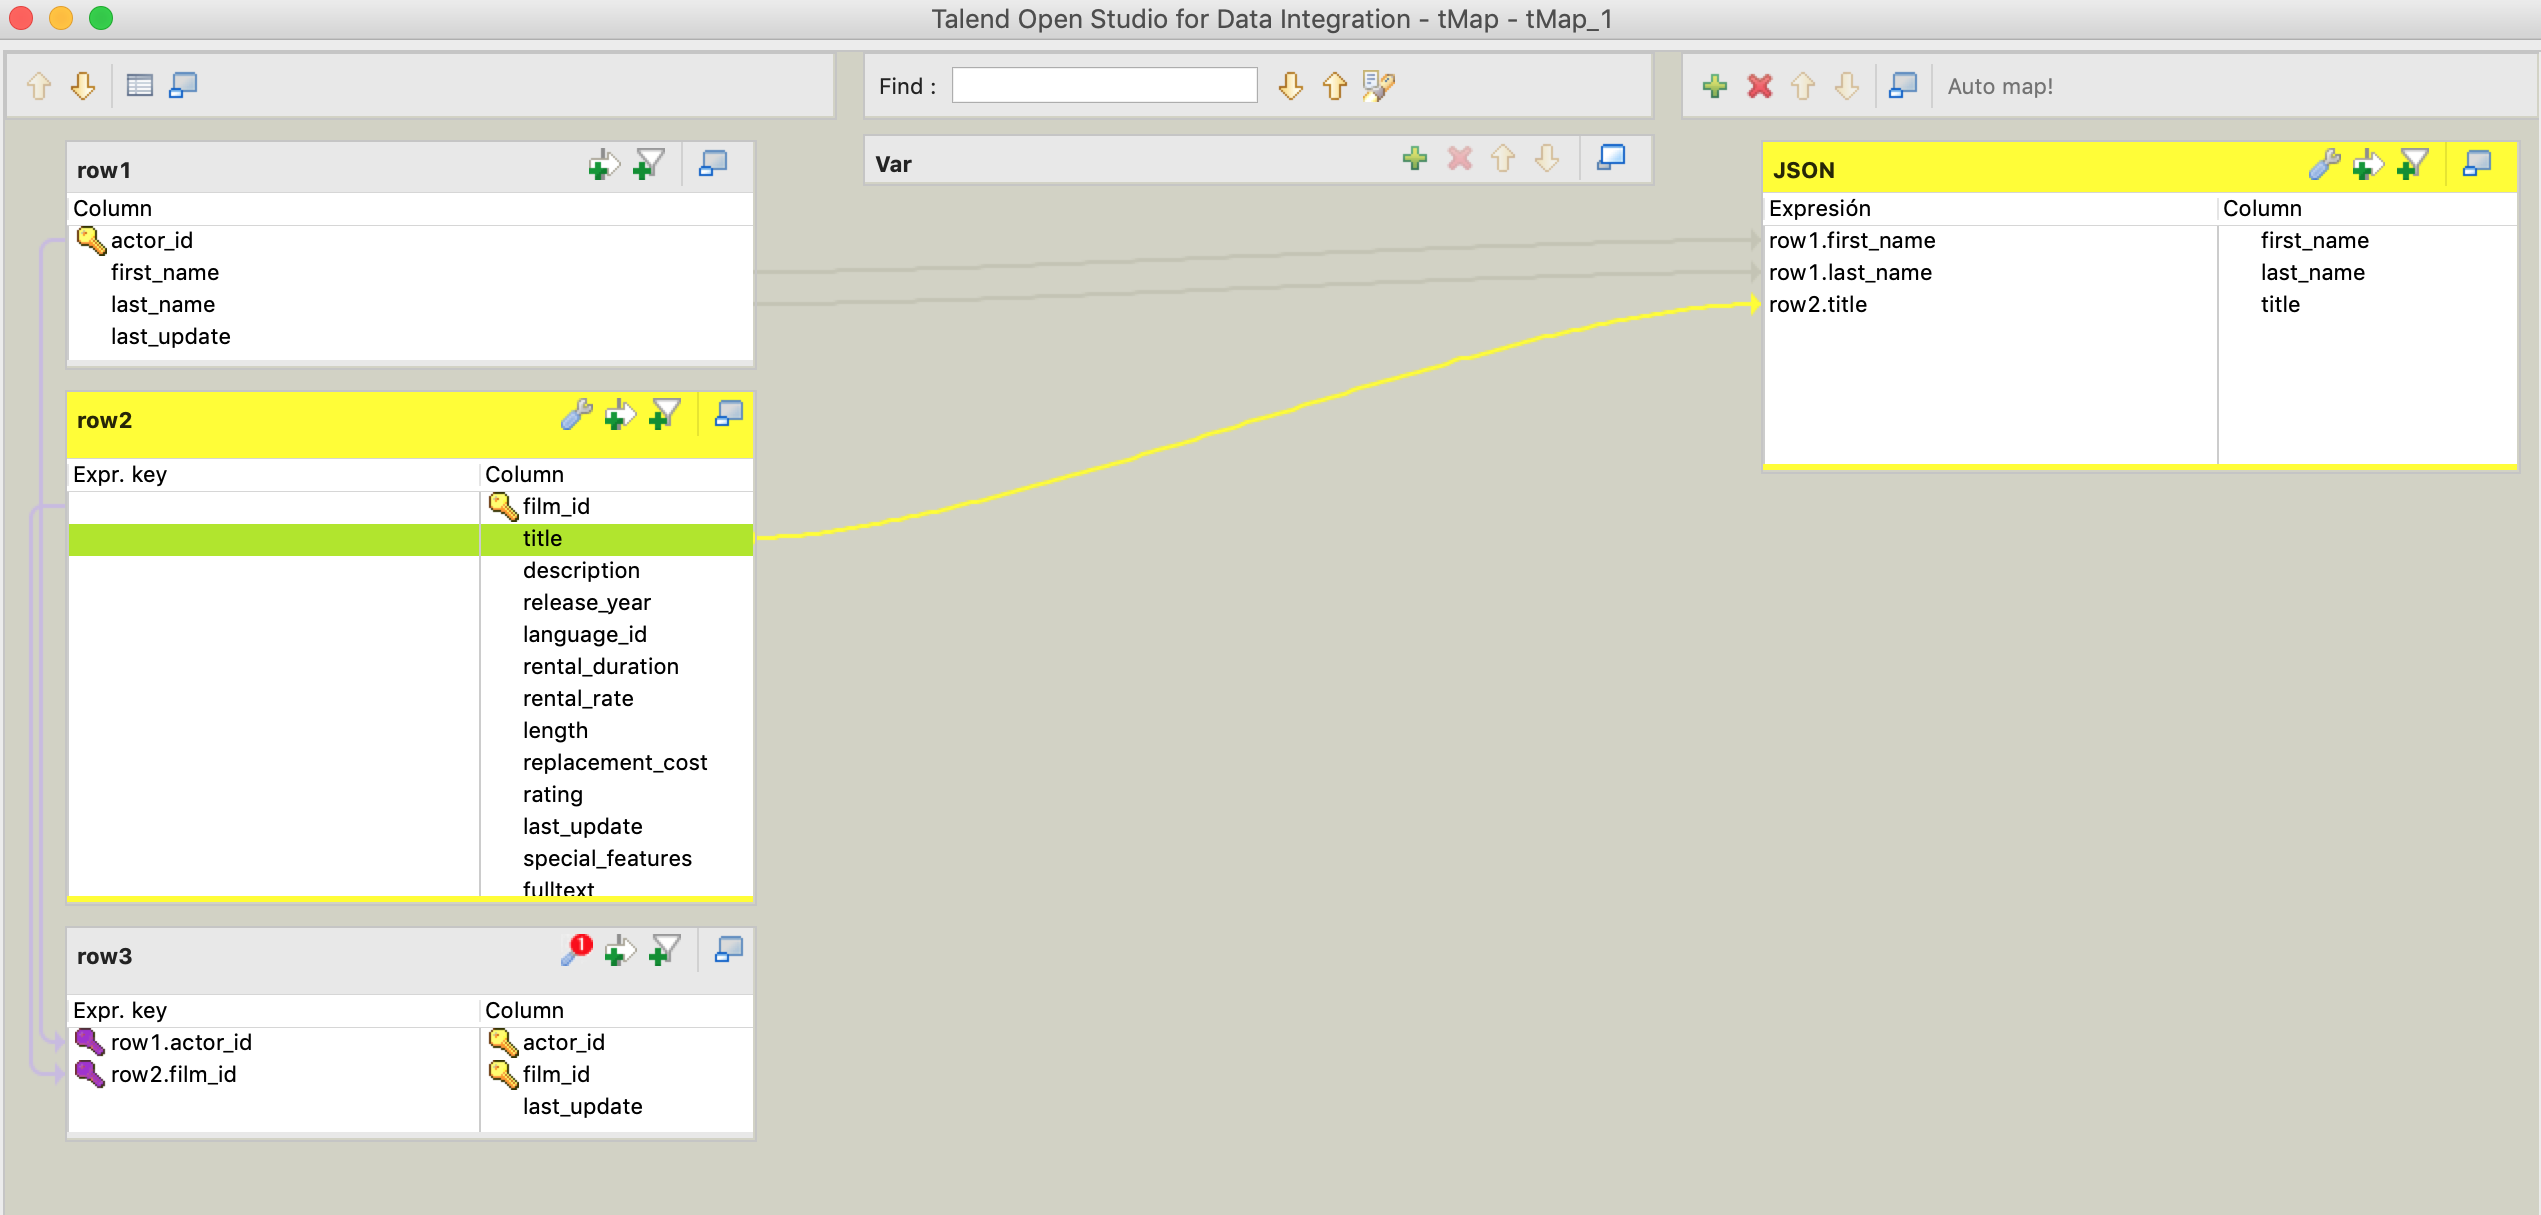 Talend Open Studio for Data Integration - tMap - tMap_1
Find :
Auto map!
row1
Column
actor_id
first_name
last_name
last_update
row2
Expr. key Column
film_id
title
description
release_year
language_id
rental_duration
rental_rate
length
replacement_cost
rating
last_update
special_features
fulltext
row3
1
Expr. key Column
row1.actor_id actor_id
row2.film_id film_id
last_update
Var
JSON
Expresión Column
row1.first_name first_name
row1.last_name last_name
row2.title title